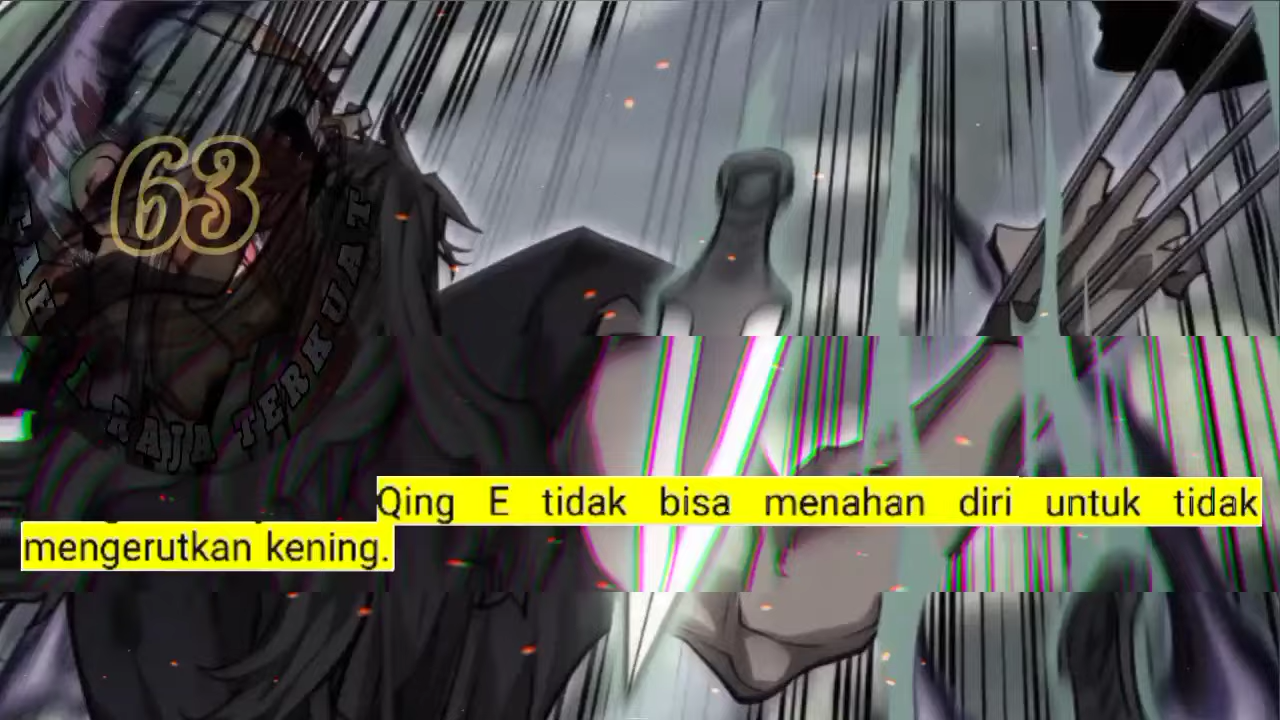 63
RAJA TERKUAT
Qing E tidak bisa menahan diri untuk tidak
mengerutkan kening.